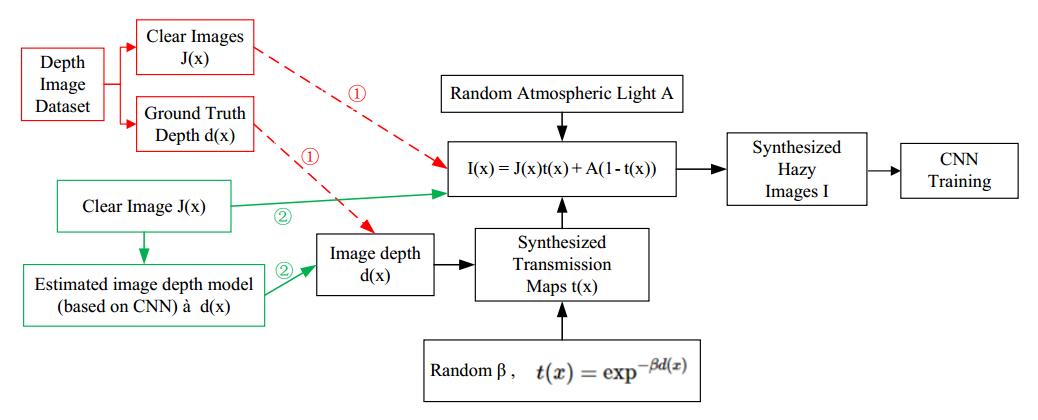 Depth
Image
Dataset
Clear Images
J(x)
Ground Truth
Depth d(x)
①
①
Clear Image J(x)
②
Estimated image depth model
(based on CNN) à d(x)
②
Image depth
d(x)
Random Atmospheric Light A
I(x) = J(x)t(x) + A(1 - t(x))
Synthesized
Transmission
Maps t(x)
Random β , t(x) = exp^{-βd(x)}
Synthesized
Hazy
Images I
CNN
Training